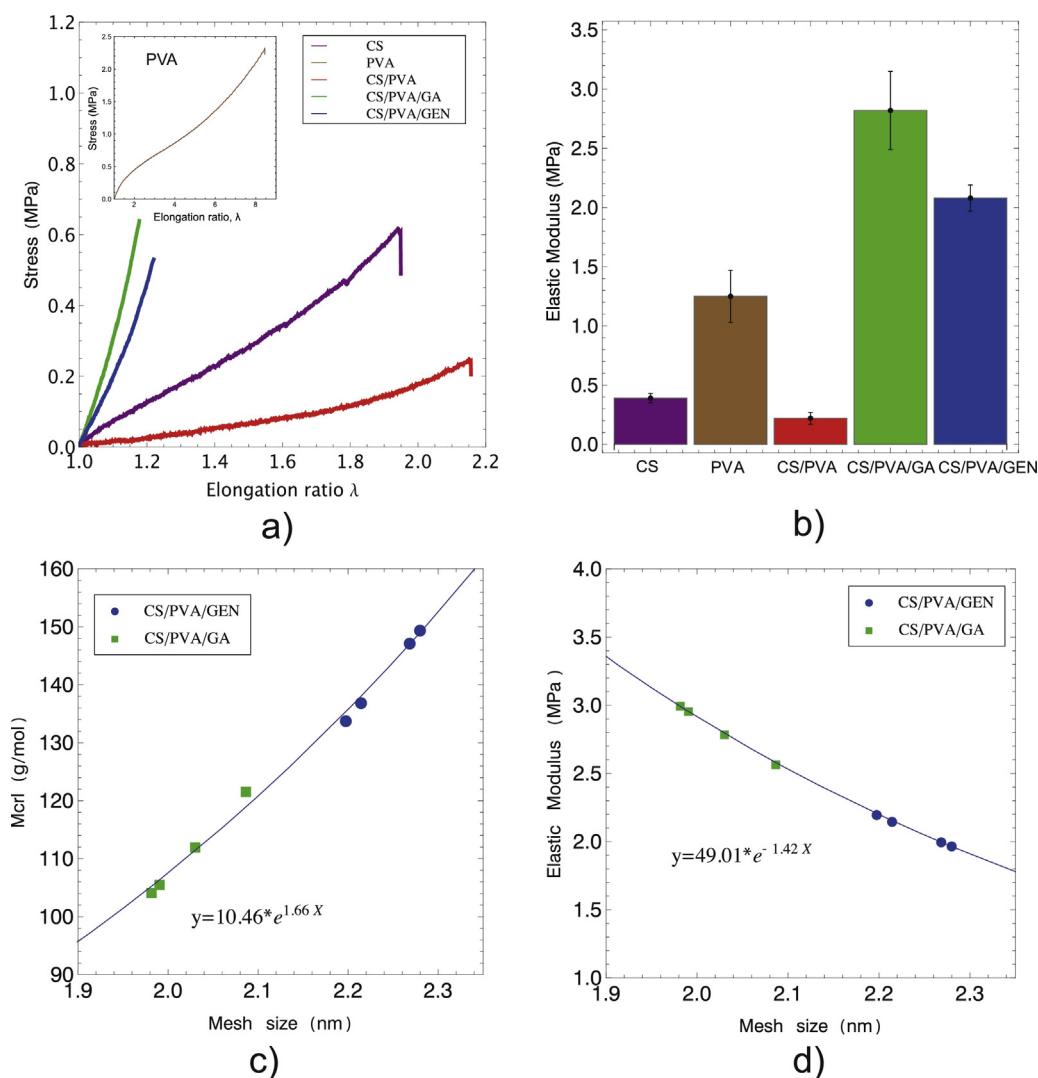 1.2
1.0
0.8
0.6
0.4
0.2
0.0
Stress (MPa)
1.0 1.2 1.4 1.6 1.8 2.0 2.2
Elongation ratio λ
PVA
2.5
2.0
1.5
1.0
0.5
0.0
Stress (MPa)
2 4 6 8
Elongation ratio, λ
CS
PVA
CS/PVA
CS/PVA/GA
CS/PVA/GEN
a)
3.5
3.0
2.5
2.0
1.5
1.0
0.5
0.0
Elastic Modulus (MPa)
CS PVA CS/PVA CS/PVA/GA CS/PVA/GEN
b)
160
150
140
130
120
110
100
90
Mcrl (g/mol)
CS/PVA/GEN
CS/PVA/GA
y=10.46*e^1.66 X
1.9 2.0 2.1 2.2 2.3
Mesh size (nm)
c)
4.0
3.5
3.0
2.5
2.0
1.5
1.0
Elastic Modulus (MPa)
CS/PVA/GEN
CS/PVA/GA
y=49.01*e^- 1.42 X
1.9 2.0 2.1 2.2 2.3
Mesh size (nm)
d)